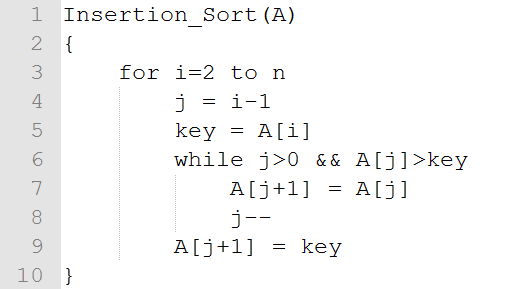 1 Insertion_Sort(A)
2 {
3     for i=2 to n
4         j = i-1
5         key = A[i]
6         while j>0 && A[j]>key
7             A[j+1] = A[j]
8             j--
9         A[j+1] = key
10 }